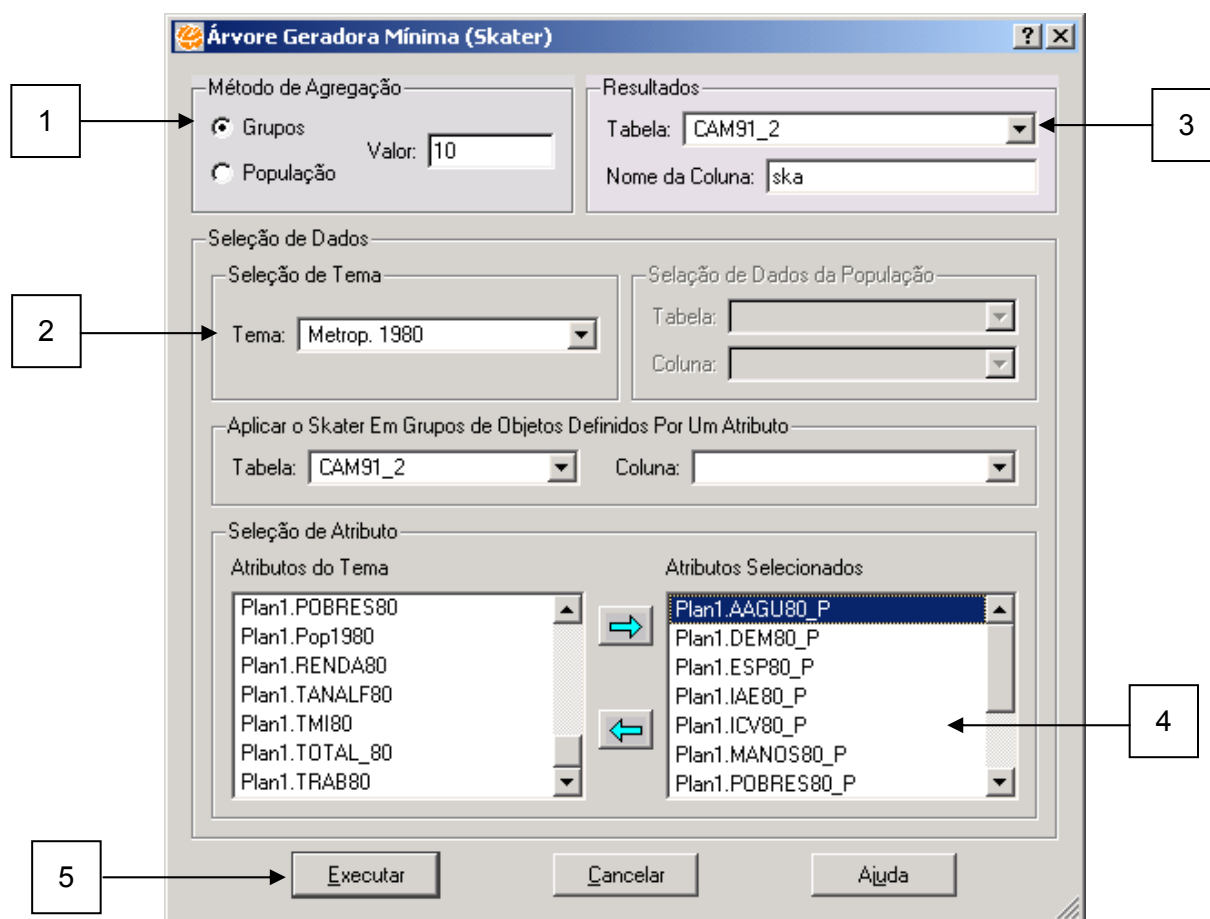 Árvore Geradora Mínima (Skater)
1
Método de Agregação
Grupos
População
Valor: 10
Resultados
Tabela: CAM91_2
Nome da Coluna: ska
3
Seleção de Dados
2
Seleção de Tema
Tema: Metrop. 1980
Selação de Dados da População
Tabela:
Coluna:
Aplicar o Skater Em Grupos de Objetos Definidos Por Um Atributo
Tabela: CAM91_2 Coluna:
Seleção de Atributo
Atributos do Tema
Plan1.POBRES80
Plan1.Pop1980
Plan1.RENDA80
Plan1.TANALF80
Plan1.TMI80
Plan1.TOTAL_80
Plan1.TRAB80
Atributos Selecionados
Plan1.AAGU80_P
Plan1.DEM80_P
Plan1.ESP80_P
Plan1.IAE80_P
Plan1.ICV80_P
Plan1.MANOS80_P
Plan1.POBRES80_P
4
5
Executar Cancelar Ajuda